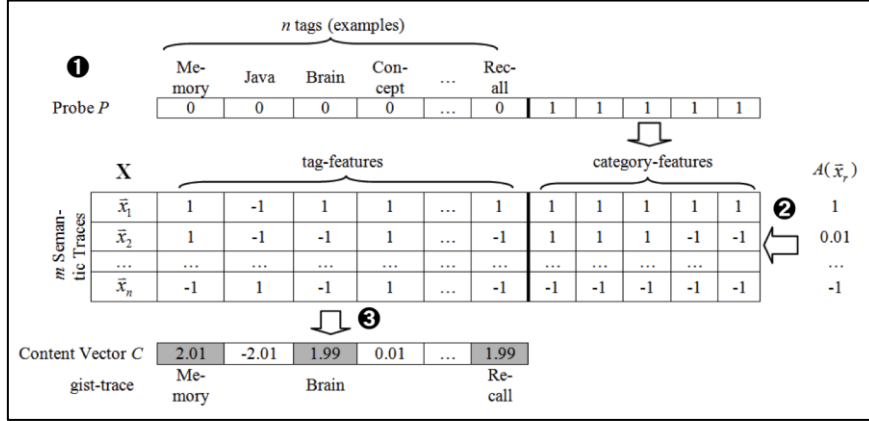 n tags (examples)
❶
Me-
mory Java Brain Con-
cept … Rec-
all
Probe P 0 0 0 0 … 0 1 1 1 1 1
X tag-features category-features A(x⃗r)
m Seman-
tic Traces
x⃗1 1 -1 1 1 … 1 1 1 1 1 1 ❷ 1
x⃗2 1 -1 -1 1 … -1 1 1 1 -1 -1 0.01
… … … … … … … … … … … …
x⃗n -1 1 -1 1 … -1 -1 -1 -1 -1 -1 -1
❸
Content Vector C 2.01 -2.01 1.99 0.01 … 1.99
gist-trace Me-
mory Brain Re-
call